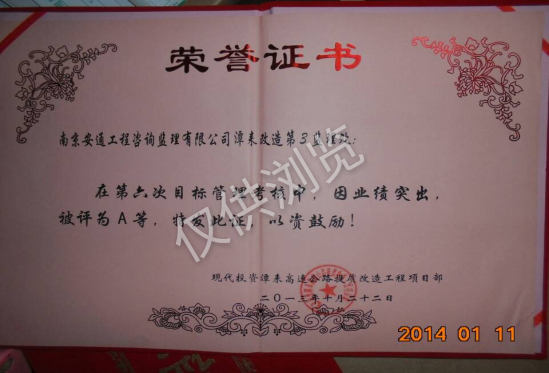 荣誉证书
南京安通工程咨询监理有限公司潭耒改造第3监理处：
在第六次目标管理考核中，因业绩突出，
被评为A等，特发此证，以资鼓励！
现代投资潭耒高速公路提质改造工程项目部
二〇一三年十月二十二日
仅供浏览
2014 01 11